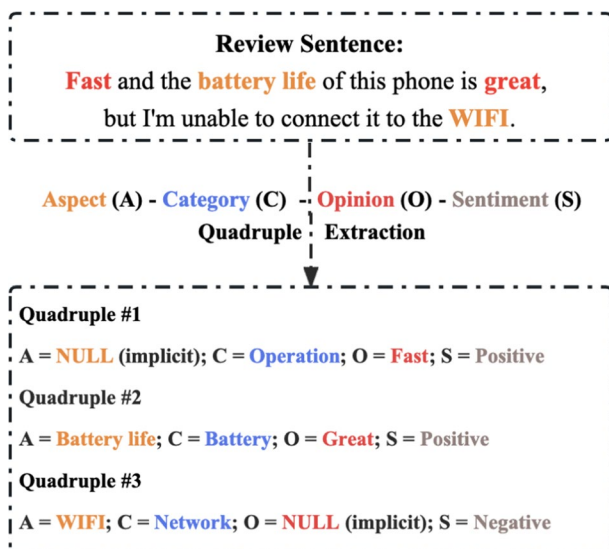 Review Sentence:
Fast and the battery life of this phone is great,
but I'm unable to connect it to the WIFI.
Aspect (A) - Category (C) - Opinion (O) - Sentiment (S)
Quadruple Extraction
Quadruple #1
A = NULL (implicit); C = Operation; O = Fast; S = Positive
Quadruple #2
A = Battery life; C = Battery; O = Great; S = Positive
Quadruple #3
A = WIFI; C = Network; O = NULL (implicit); S = Negative